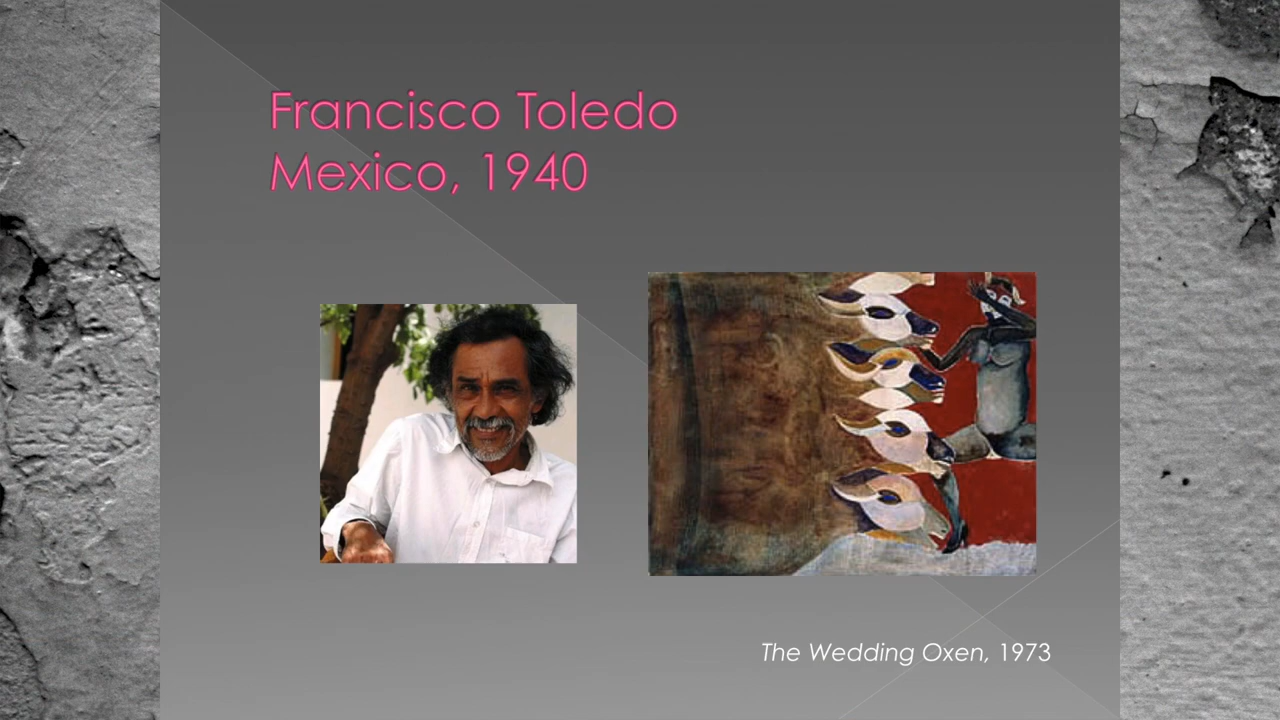 Francisco Toledo
Mexico, 1940
The Wedding Oxen, 1973